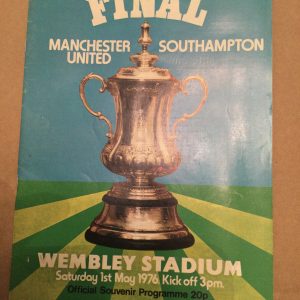 FINAL
MANCHESTER SOUTHAMPTON
UNITED
WEMBLEY STADIUM
Saturday 1st May 1976 Kick off 3pm.
Official Souvenir Programme 20p